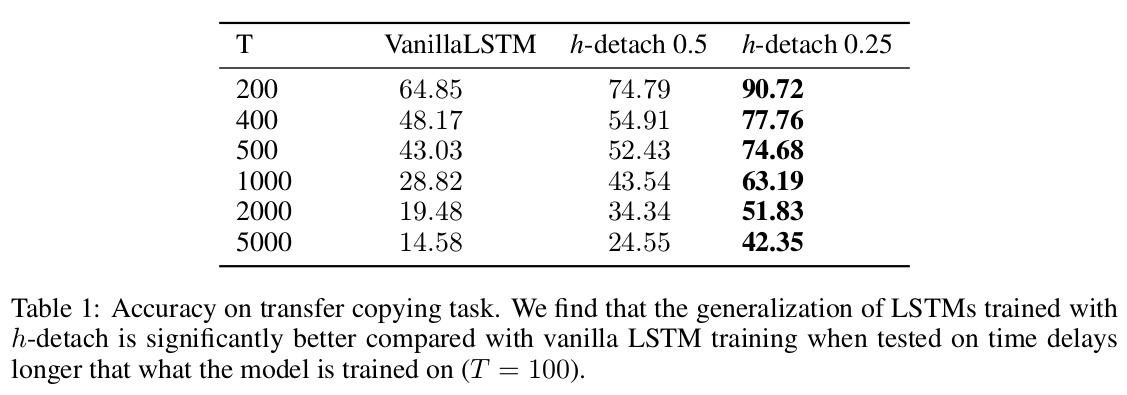 T VanillaLSTM h-detach 0.5 h-detach 0.25
200 64.85 74.79 90.72
400 48.17 54.91 77.76
500 43.03 52.43 74.68
1000 28.82 43.54 63.19
2000 19.48 34.34 51.83
5000 14.58 24.55 42.35
Table 1: Accuracy on transfer copying task. We find that the generalization of LSTMs trained with
h-detach is significantly better compared with vanilla LSTM training when tested on time delays
longer that what the model is trained on (T = 100).